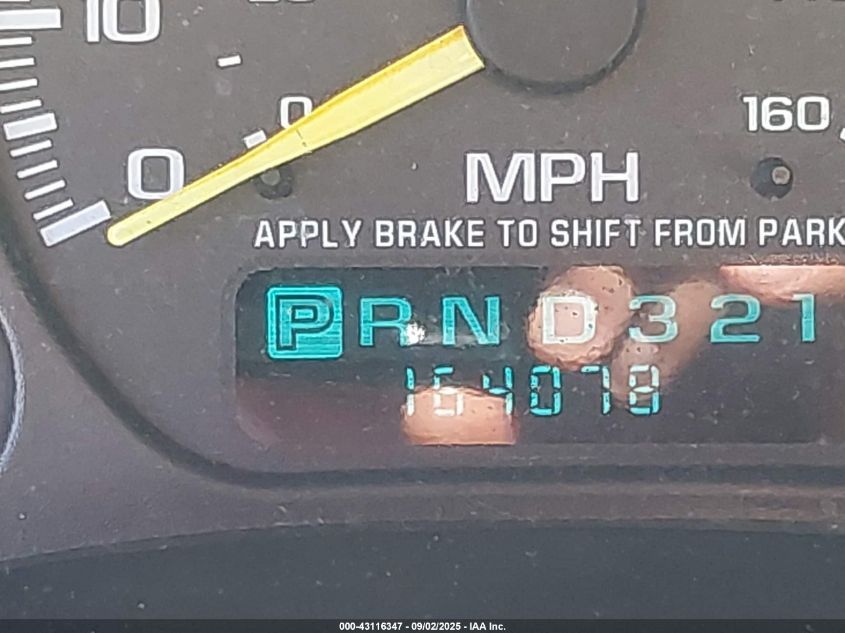 10
0
0
160
MPH
APPLY BRAKE TO SHIFT FROM PARK
P R N D 3 2 1
164078
000-43116347 - 09/02/2025 - IAA Inc.